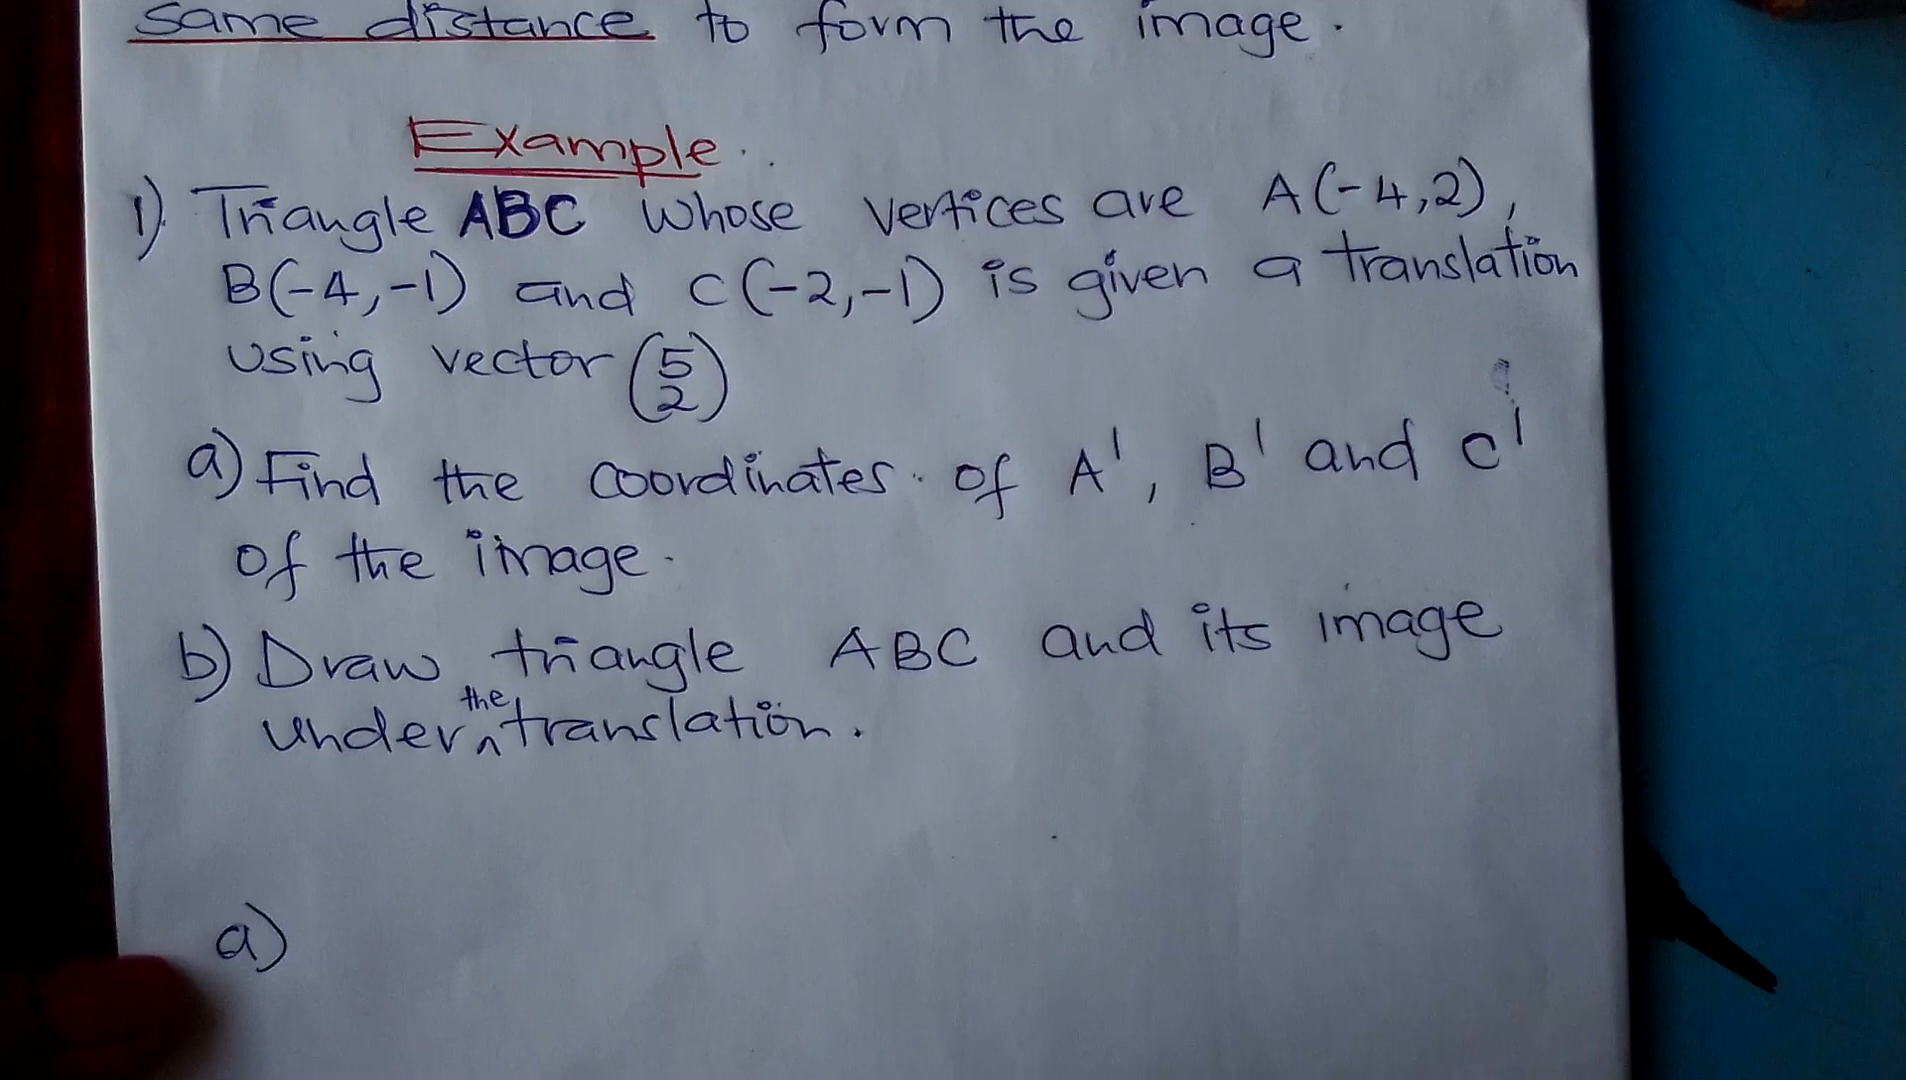 same distance to form the image.
Example..
1) Triangle ABC whose vertices are A(-4,2),
B(-4,-1) and C(-2,-1) is given a translation
using vector (5
2)
a) Find the coordinates of A', B' and C'
of the image.
b) Draw triangle ABC and its image
under ^ the translation.
a)